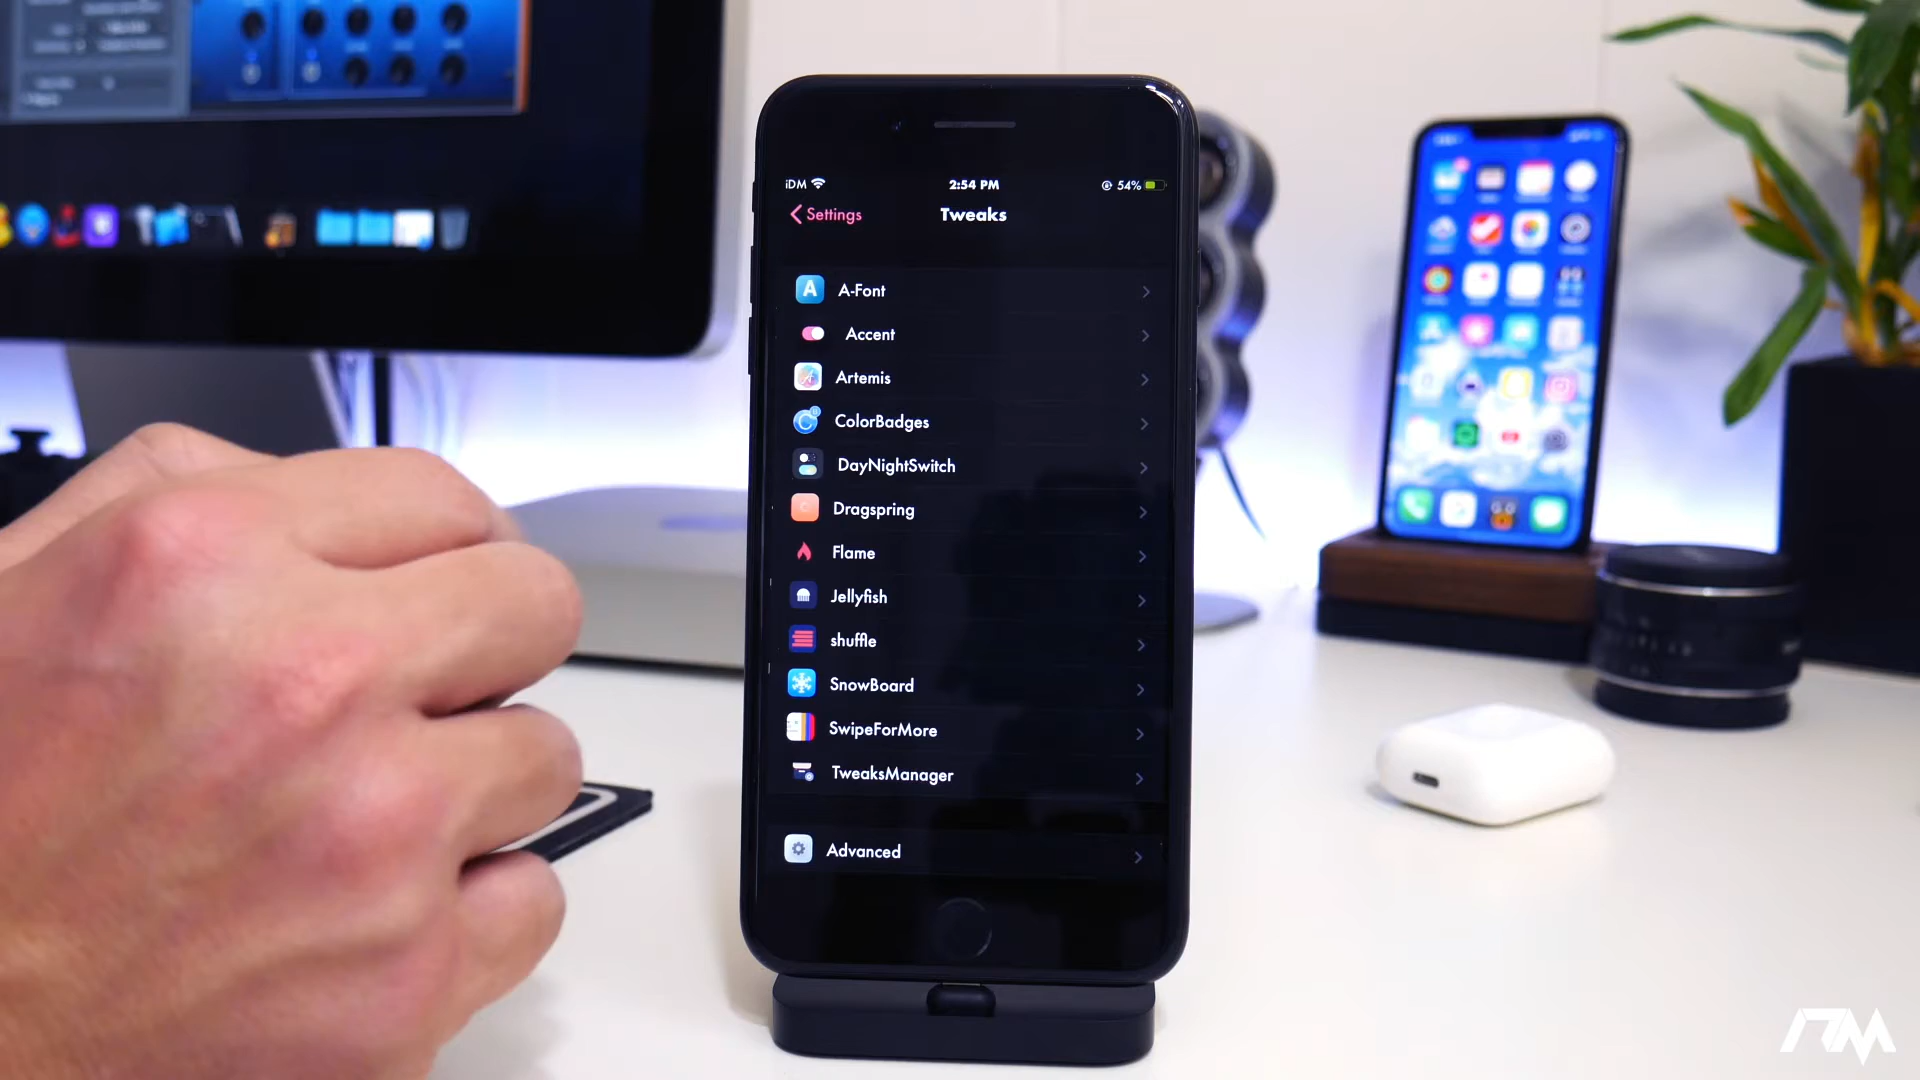 iDM 2:54 PM 54%
Settings Tweaks
A-Font
Accent
Artemis
ColorBadges
DayNightSwitch
Dragspring
Flame
Jellyfish
shuffle
SnowBoard
SwipeForMore
TweaksManager
Advanced